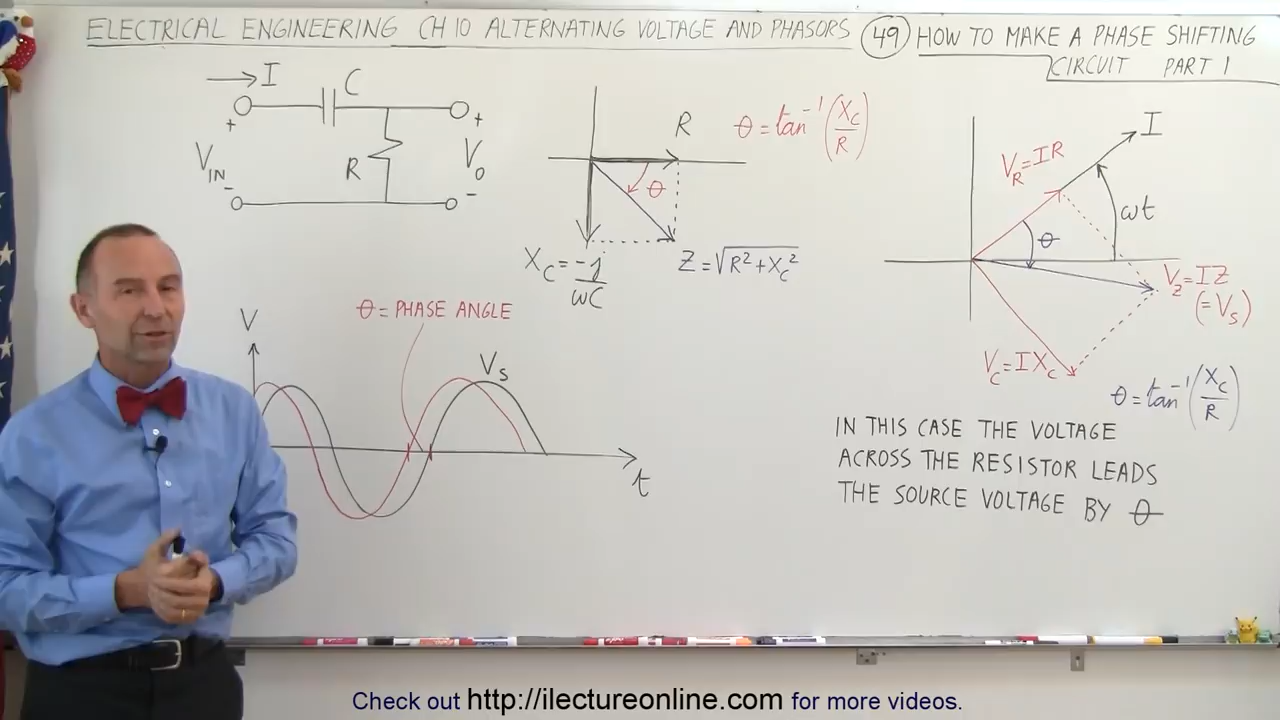 ELECTRICAL ENGINEERING CH 10 ALTERNATING VOLTAGE AND PHASORS 49 HOW TO MAKE A PHASE SHIFTING
CIRCUIT PART 1
I
C
+
+
V_IN
R
V_o
-
-
R
θ = tan⁻¹(X_C/R)
θ
X_C = -1/ωC
Z = √R² + X_C²
I
V_R = IR
ωt
θ
V_Z = IZ
(= V_S)
V_C = IX_C
θ = tan⁻¹(X_C/R)
θ = PHASE ANGLE
V
V_S
t
IN THIS CASE THE VOLTAGE
ACROSS THE RESISTOR LEADS
THE SOURCE VOLTAGE BY θ
Check out http://ilectureonline.com for more videos.